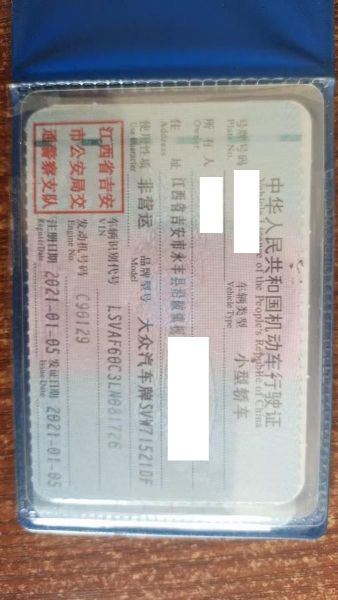 中华人民共和国机动车行驶证
Vehicle License of the People's Republic of China
号牌号码 车辆类型 小型轿车
Plate No. Vehicle Type
所有人
Owner
住址 江西省吉安市永丰县
Address
使用性质 非营运 品牌型号 大众汽车牌SVW71521DF
Use Character Model
江西省吉安
市公安局交
通警察支队
车辆识别代号 LSVAF60C3LN081726
VIN
发动机号码 C96129
Engine No.
注册日期 2021-01-05 发证日期 2021-01-05
Register Date Issue Date